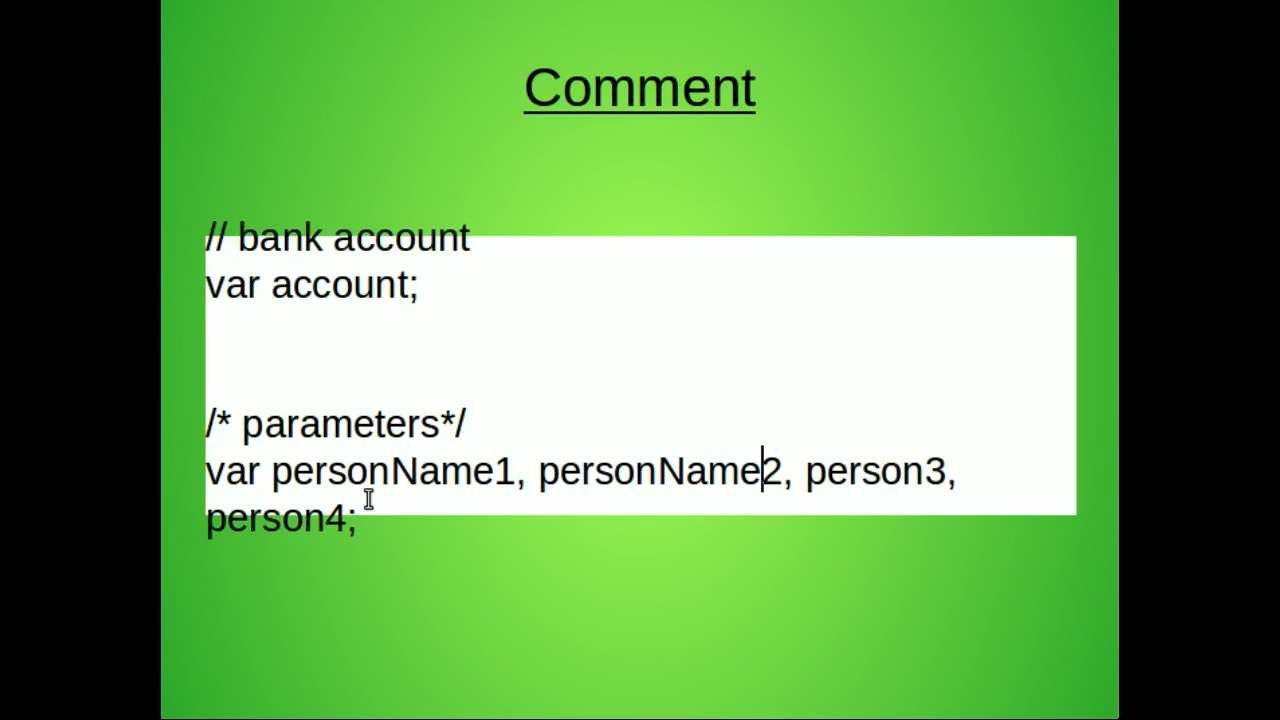 Comment
// bank account
var account;
/* parameters*/
var personName1, personName2, person3,
person4;